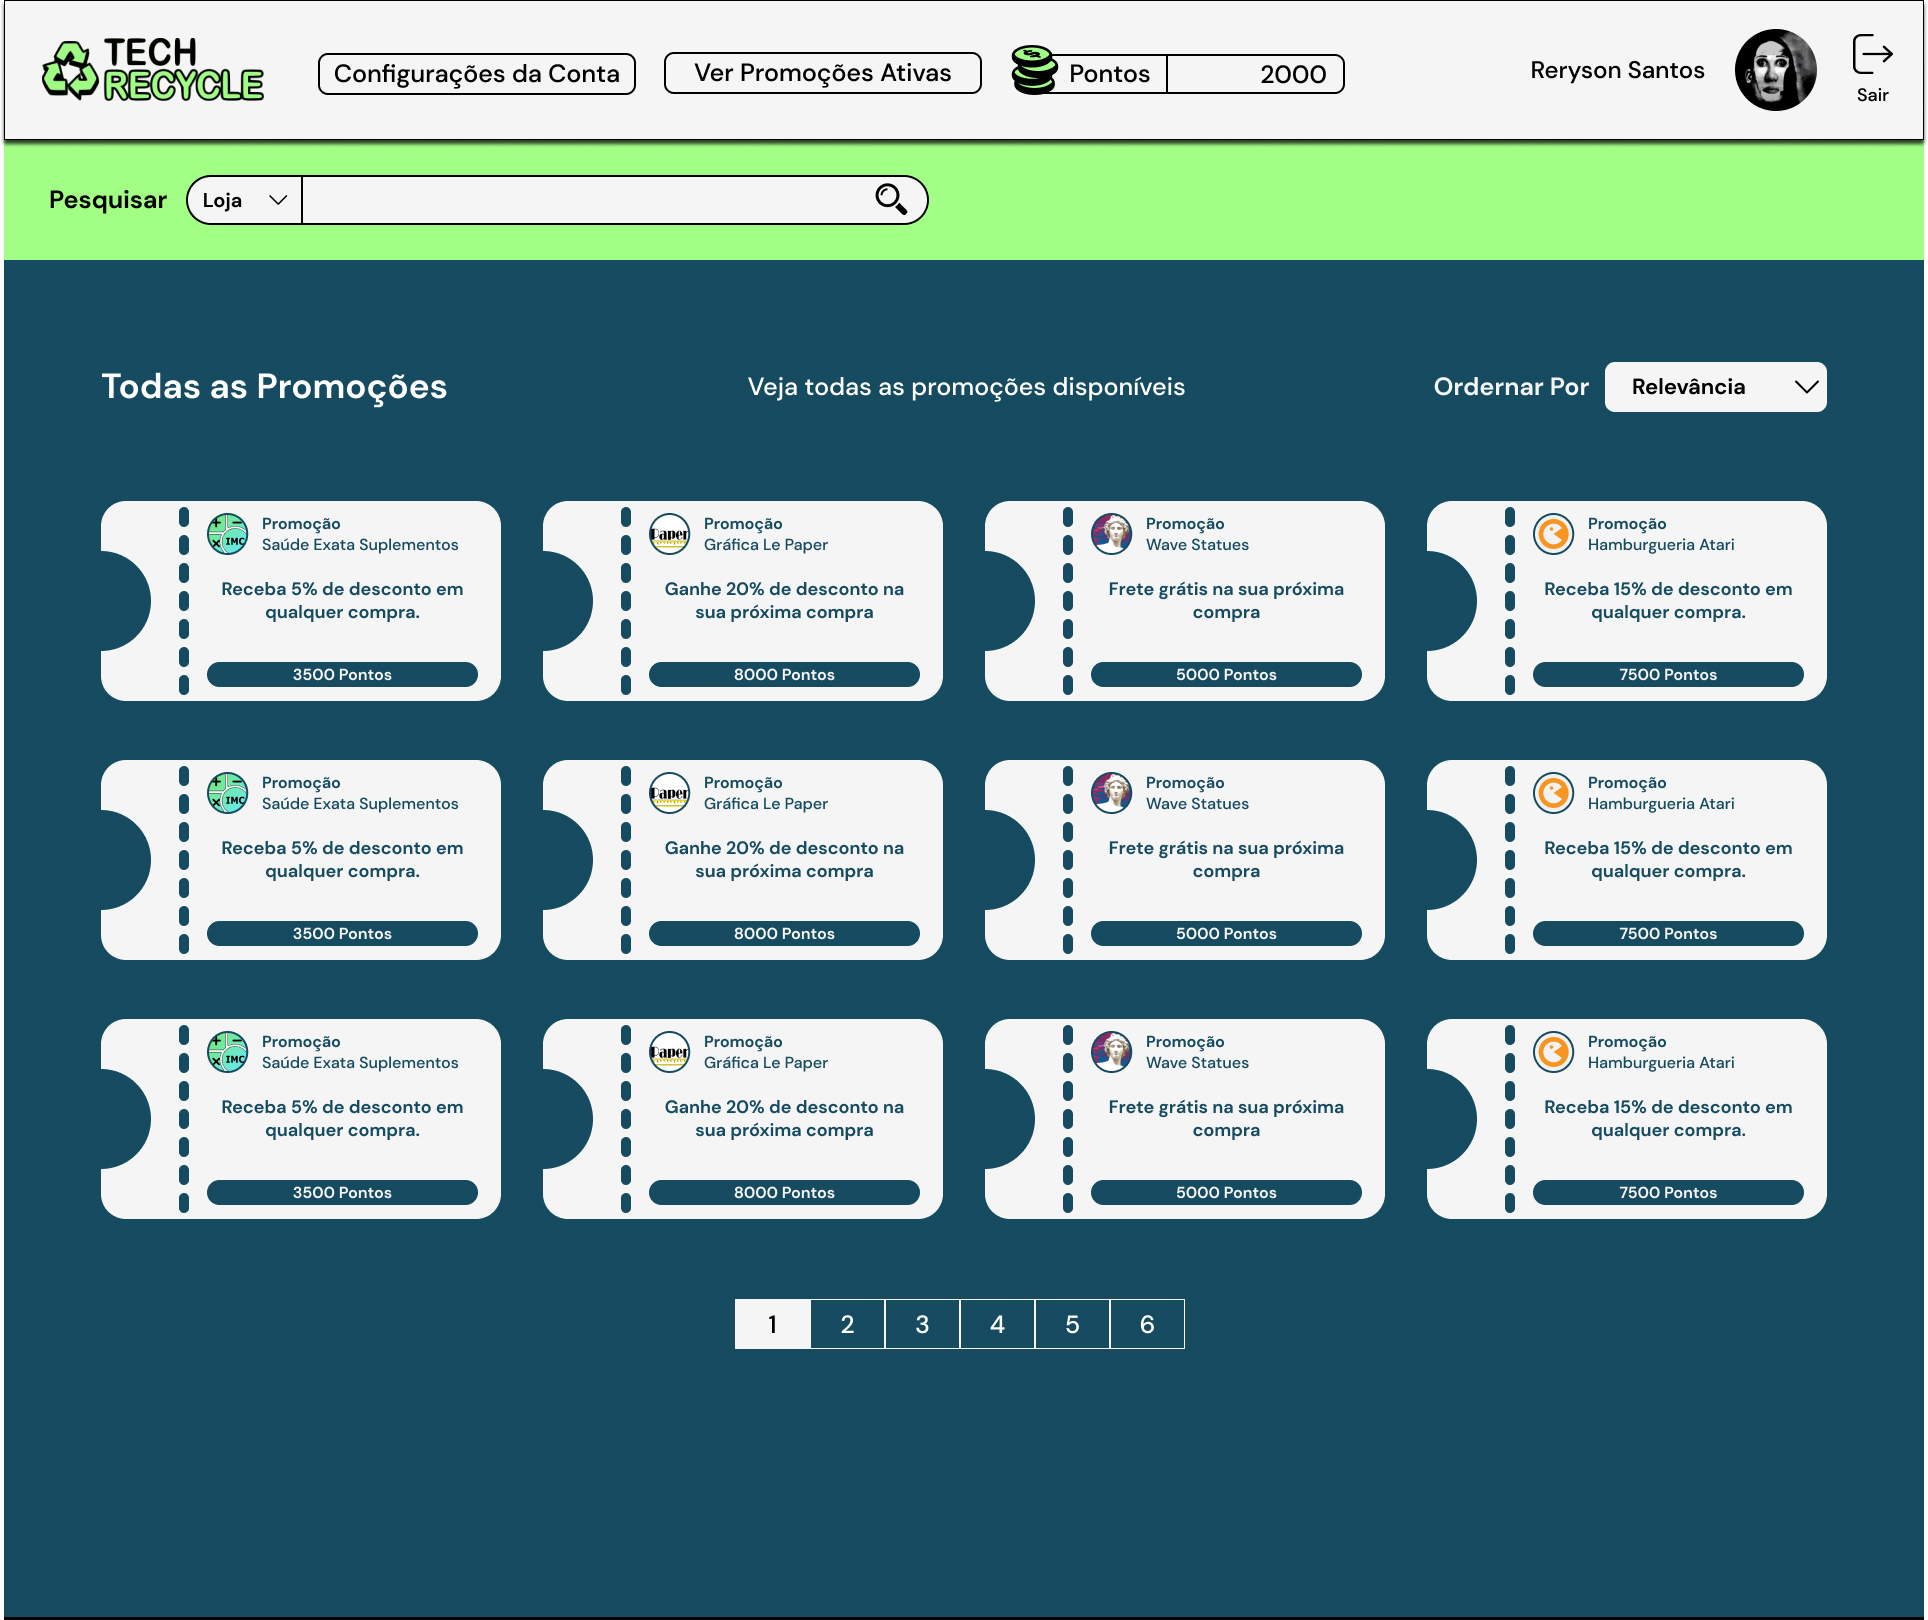 TECH
RECYCLE
Configurações da Conta
Ver Promoções Ativas
Pontos
2000
Reryson Santos
Sair
Pesquisar
Loja
Todas as Promoções
Veja todas as promoções disponíveis
Ordernar Por
Relevância
IMC
Promoção
Saúde Exata Suplementos
Receba 5% de desconto em
qualquer compra.
3500 Pontos
Paper
Promoção
Gráfica Le Paper
Ganhe 20% de desconto na
sua próxima compra
8000 Pontos
Promoção
Wave Statues
Frete grátis na sua próxima
compra
5000 Pontos
Promoção
Hamburgueria Atari
Receba 15% de desconto em
qualquer compra.
7500 Pontos
IMC
Promoção
Saúde Exata Suplementos
Receba 5% de desconto em
qualquer compra.
3500 Pontos
Paper
Promoção
Gráfica Le Paper
Ganhe 20% de desconto na
sua próxima compra
8000 Pontos
Promoção
Wave Statues
Frete grátis na sua próxima
compra
5000 Pontos
Promoção
Hamburgueria Atari
Receba 15% de desconto em
qualquer compra.
7500 Pontos
IMC
Promoção
Saúde Exata Suplementos
Receba 5% de desconto em
qualquer compra.
3500 Pontos
Paper
Promoção
Gráfica Le Paper
Ganhe 20% de desconto na
sua próxima compra
8000 Pontos
Promoção
Wave Statues
Frete grátis na sua próxima
compra
5000 Pontos
Promoção
Hamburgueria Atari
Receba 15% de desconto em
qualquer compra.
7500 Pontos
1
2
3
4
5
6